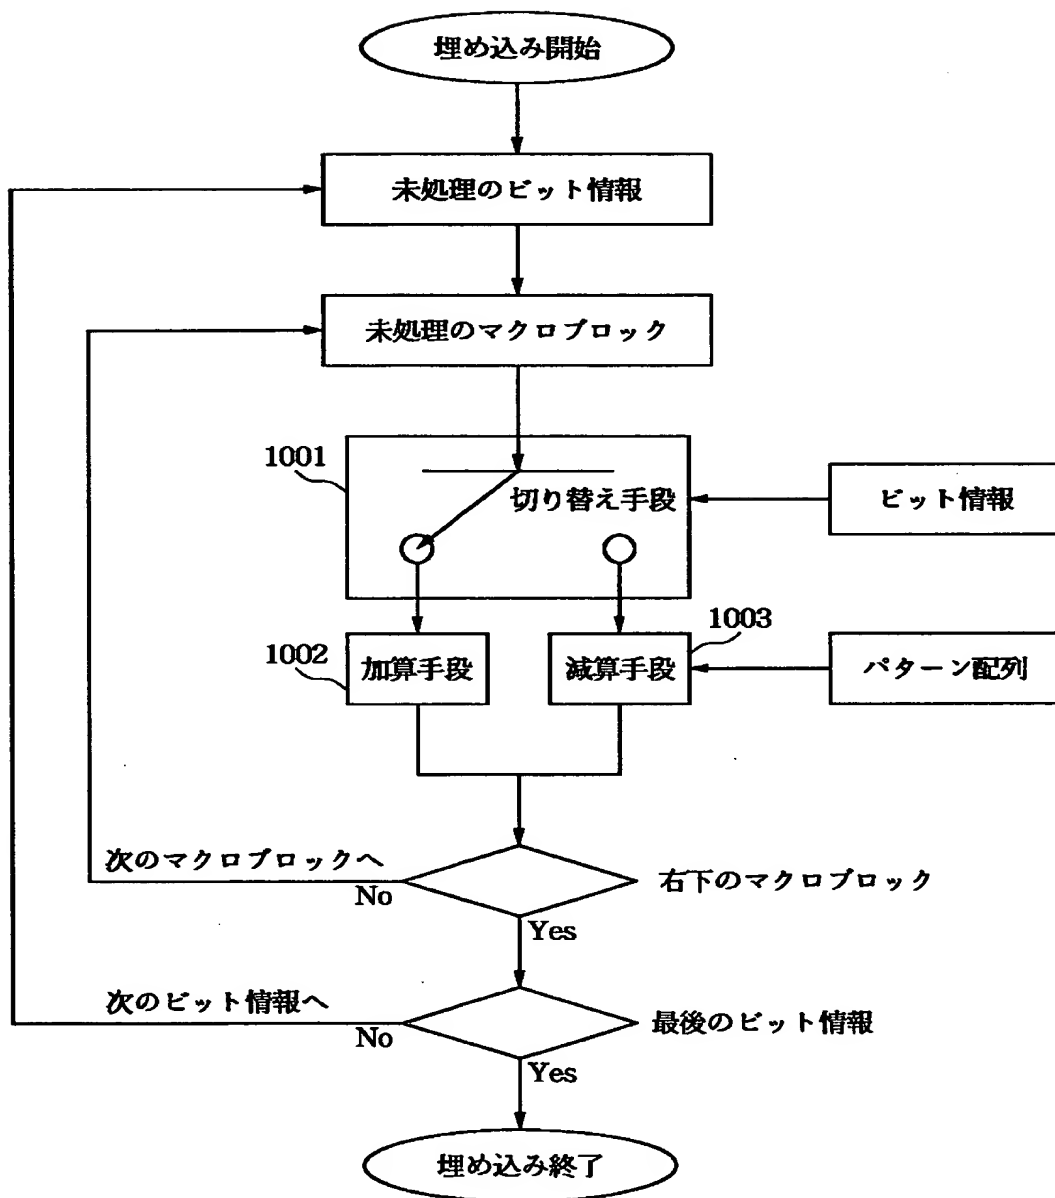 埋め込み開始
未処理のビット情報
未処理のマクロブロック
1001
切り替え手段
ビット情報
1003
1002
加算手段
減算手段
パターン配列
次のマクロブロックへ
No
右下のマクロブロック
Yes
次のビット情報へ
No
最後のビット情報
Yes
埋め込み終了